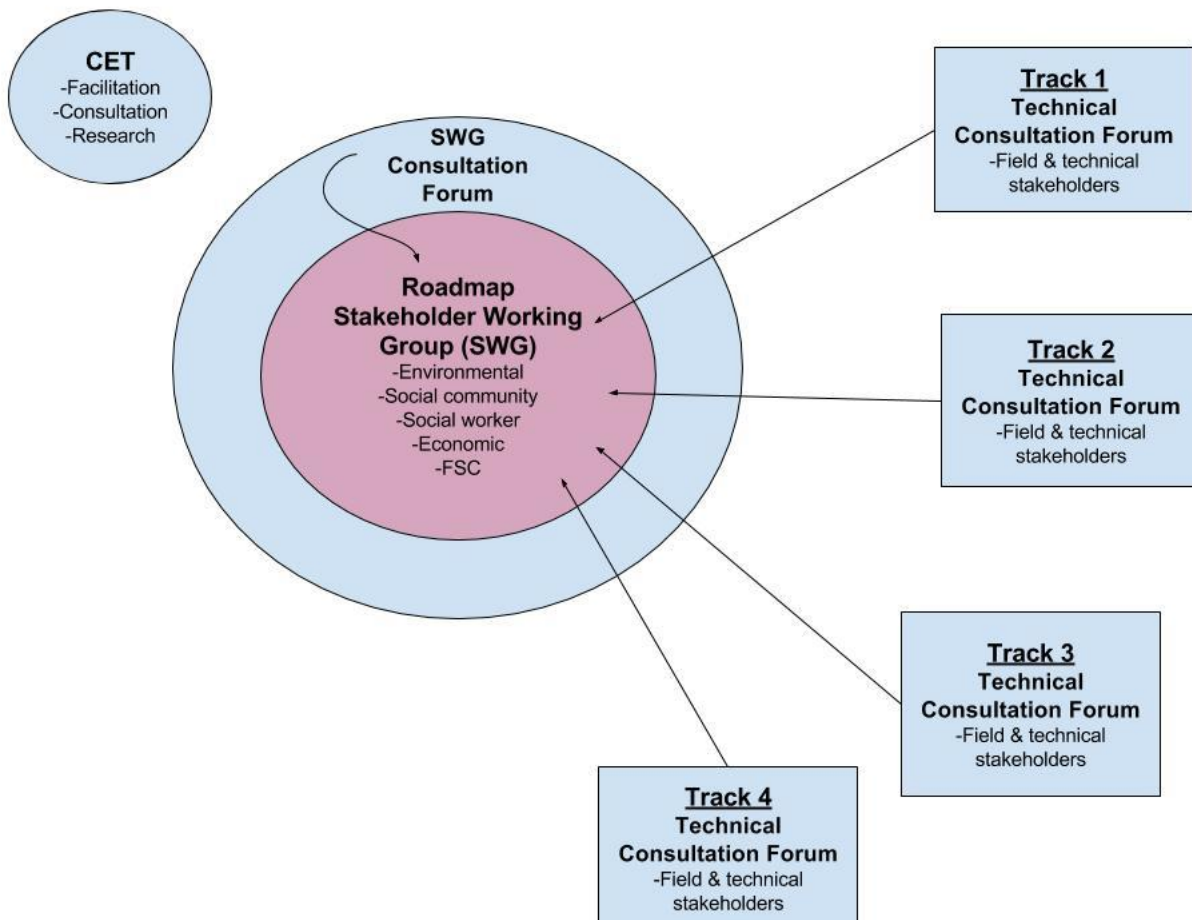 CET
-Facilitation
-Consultation
-Research
SWG
Consultation
Forum
Roadmap
Stakeholder Working
Group (SWG)
-Environmental
-Social community
-Social worker
-Economic
-FSC
Track 1
Technical
Consultation Forum
-Field & technical
stakeholders
Track 2
Technical
Consultation Forum
-Field & technical
stakeholders
Track 3
Technical
Consultation Forum
-Field & technical
stakeholders
Track 4
Technical
Consultation Forum
-Field & technical
stakeholders